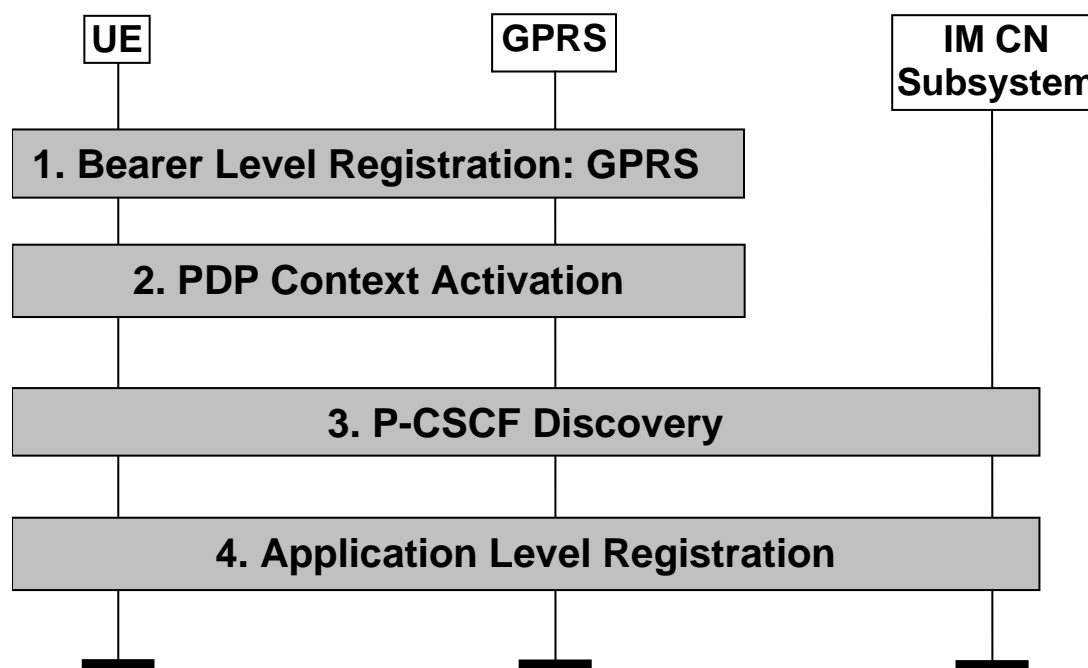 UE
GPRS
IM CN
Subsystem
1. Bearer Level Registration: GPRS
2. PDP Context Activation
3. P-CSCF Discovery
4. Application Level Registration